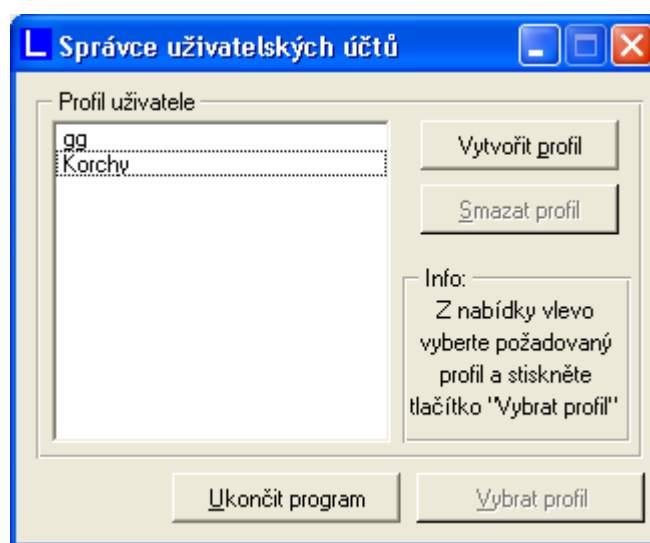 L Správce uživatelských účtů
Profil uživatele
gg
Korchy
Vytvořit profil
Smazat profil
Info:
Z nabídky vlevo
vyberte požadovaný
profil a stiskněte
tlačítko "Vybrat profil"
Ukončit program
Vybrat profil